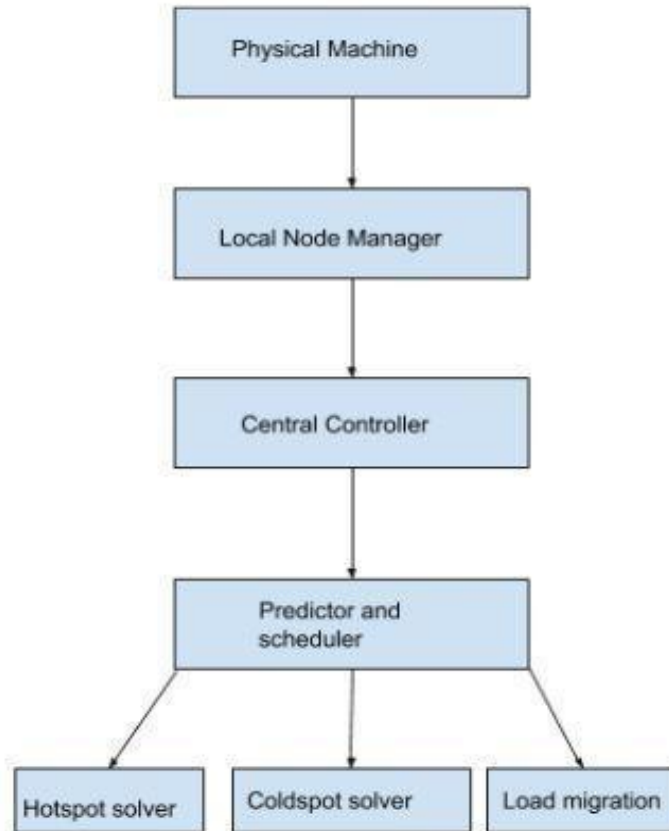 Physical Machine
Local Node Manager
Central Controller
Predictor and
scheduler
Hotspot solver
Coldspot solver
Load migration